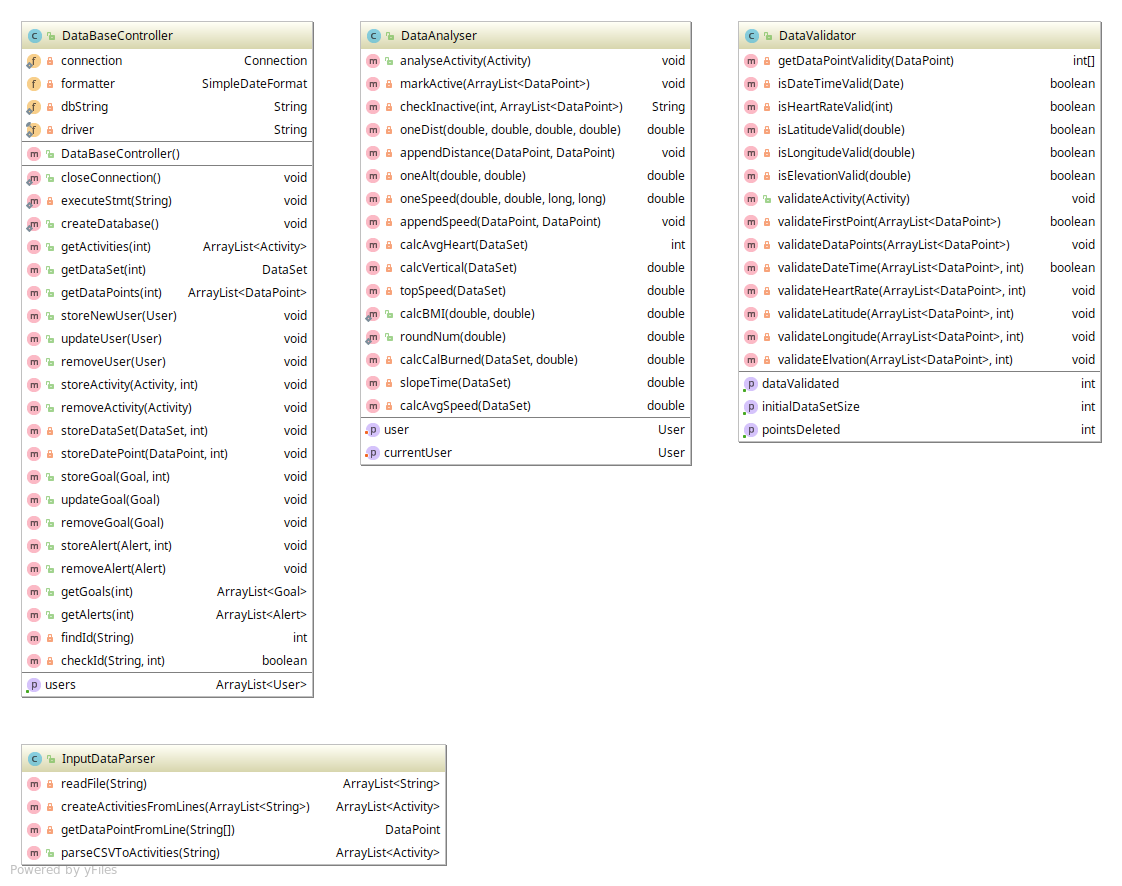 DataBaseController
connection Connection
formatter SimpleDateFormat
dbString String
driver String
DataBaseController()
closeConnection() void
executeStmt(String) void
createDatabase() void
getActivities(int) ArrayList<Activity>
getDataSet(int) DataSet
getDataPoints(int) ArrayList<DataPoint>
storeNewUser(User) void
updateUser(User) void
removeUser(User) void
storeActivity(Activity, int) void
removeActivity(Activity) void
storeDataSet(DataSet, int) void
storeDatePoint(DataPoint, int) void
storeGoal(Goal, int) void
updateGoal(Goal) void
removeGoal(Goal) void
storeAlert(Alert, int) void
removeAlert(Alert) void
getGoals(int) ArrayList<Goal>
getAlerts(int) ArrayList<Alert>
findId(String) int
checkId(String, int) boolean
users ArrayList<User>
DataAnalyser
analyseActivity(Activity) void
markActive(ArrayList<DataPoint>) void
checkInactive(int, ArrayList<DataPoint>) String
oneDist(double, double, double, double) double
appendDistance(DataPoint, DataPoint) void
oneAlt(double, double) double
oneSpeed(double, double, long, long) double
appendSpeed(DataPoint, DataPoint) void
calcAvgHeart(DataSet) int
calcVertical(DataSet) double
topSpeed(DataSet) double
calcBMI(double, double) double
roundNum(double) double
calcCalBurned(DataSet, double) double
slopeTime(DataSet) double
calcAvgSpeed(DataSet) double
user User
currentUser User
DataValidator
getDataPointValidity(DataPoint) int[]
isDateTimeValid(Date) boolean
isHeartRateValid(int) boolean
isLatitudeValid(double) boolean
isLongitudeValid(double) boolean
isElevationValid(double) boolean
validateActivity(Activity) void
validateFirstPoint(ArrayList<DataPoint>) boolean
validateDataPoints(ArrayList<DataPoint>) void
validateDateTime(ArrayList<DataPoint>, int) boolean
validateHeartRate(ArrayList<DataPoint>, int) void
validateLatitude(ArrayList<DataPoint>, int) void
validateLongitude(ArrayList<DataPoint>, int) void
validateElvation(ArrayList<DataPoint>, int) void
dataValidated int
initialDataSetSize int
pointsDeleted int
InputDataParser
readFile(String) ArrayList<String>
createActivitiesFromLines(ArrayList<String>) ArrayList<Activity>
getDataPointFromLine(String[]) DataPoint
parseCSVToActivities(String) ArrayList<Activity>
Powered by yFiles